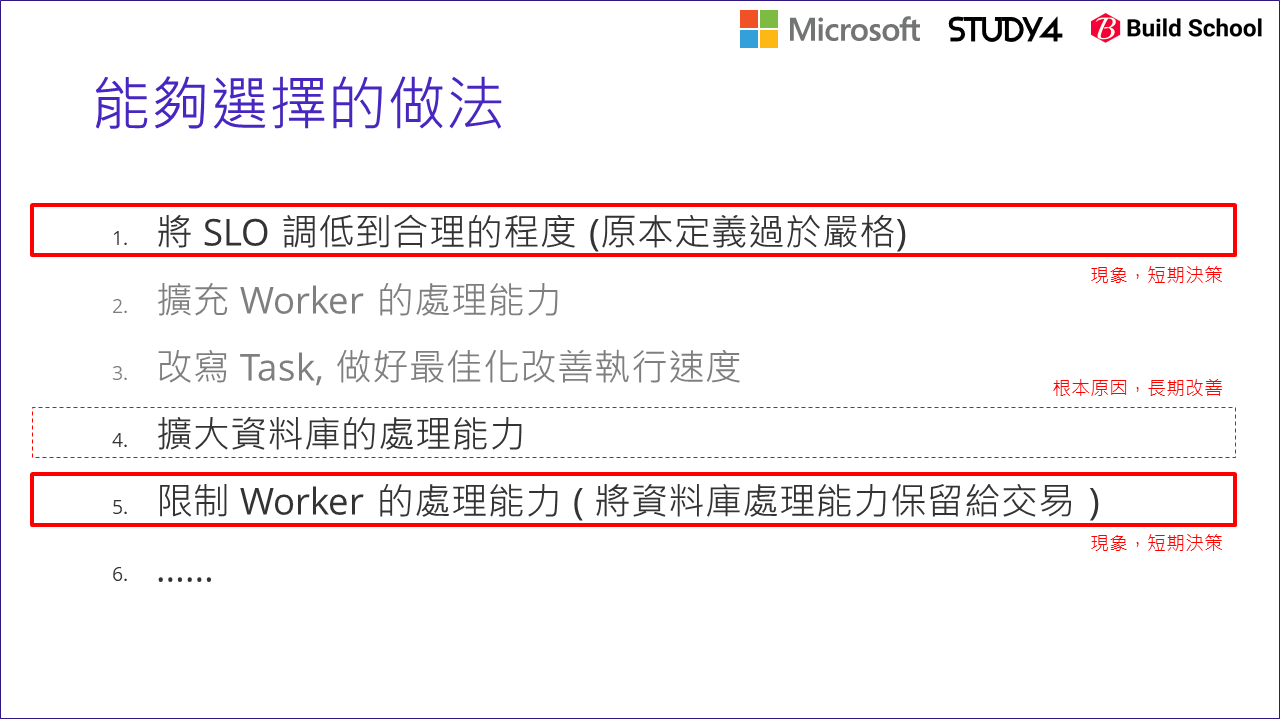 Microsoft STUDY4 Build School
能夠選擇的做法
1. 將 SLO 調低到合理的程度 (原本定義過於嚴格)
現象，短期決策
2. 擴充 Worker 的處理能力
3. 改寫 Task, 做好最佳化改善執行速度
根本原因，長期改善
4. 擴大資料庫的處理能力
5. 限制 Worker 的處理能力 ( 將資料庫處理能力保留給交易 )
現象，短期決策
6. ……